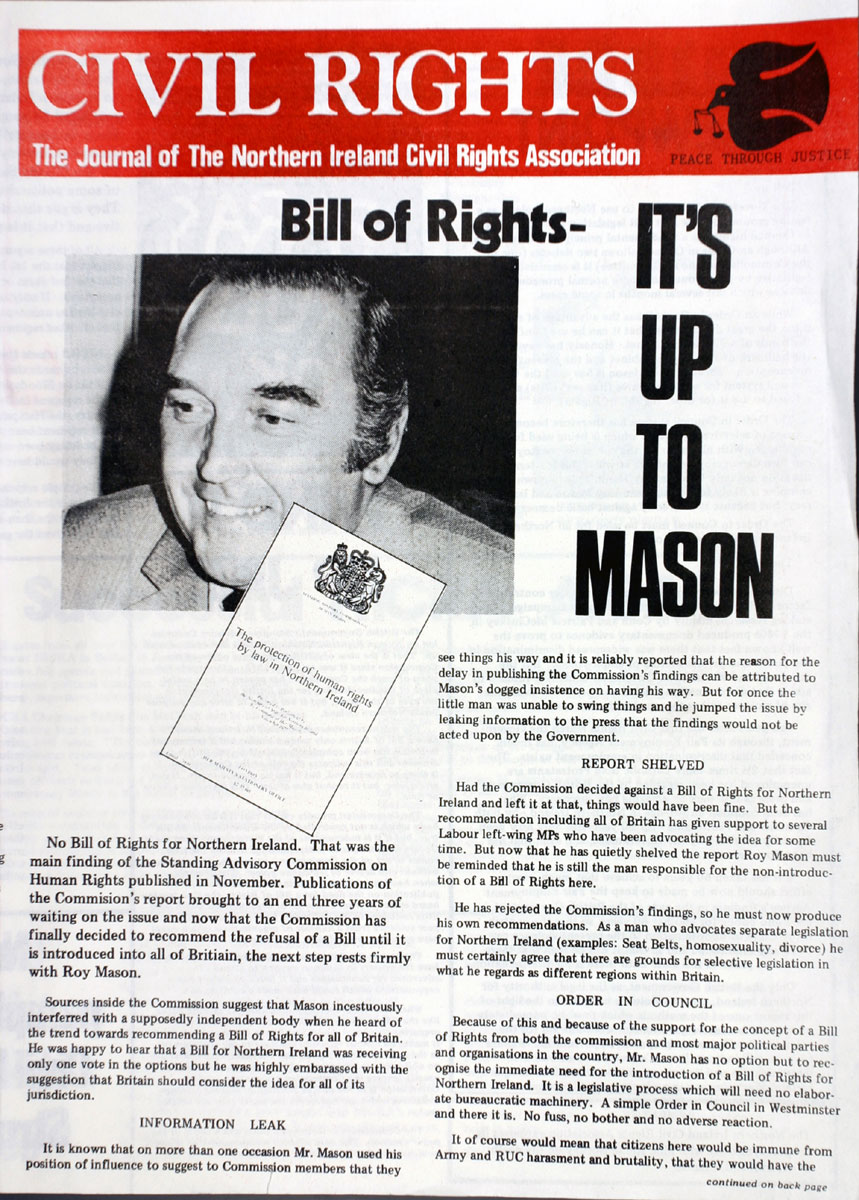 CIVIL RIGHTS
The Journal of The Northern Ireland Civil Rights Association
PEACE THROUGH JUSTICE
Bill of Rights-
IT'S
UP
TO
MASON
The protection of human rights
by law in Northern Ireland
LONDON
HER MAJESTY'S STATIONERY OFFICE
No Bill of Rights for Northern Ireland. That was the
main finding of the Standing Advisory Commission on
Human Rights published in November. Publications of
the Commision's report brought to an end three years of
waiting on the issue and now that the Commission has
finally decided to recommend the refusal of a Bill until it
is introduced into all of Britiain, the next step rests firmly
with Roy Mason.
Sources inside the Commission suggest that Mason incestuously
interferred with a supposedly independent body when he heard of
the trend towards recommending a Bill of Rights for all of Britain.
He was happy to hear that a Bill for Northern Ireland was receiving
only one vote in the options but he was highly embarassed with the
suggestion that Britain should consider the idea for all of its
jurisdiction.
INFORMATION LEAK
It is known that on more than one occasion Mr. Mason used his
position of influence to suggest to Commission members that they
see things his way and it is reliably reported that the reason for the
delay in publishing the Commission's findings can be attributed to
Mason's dogged insistence on having his way. But for once the
little man was unable to swing things and he jumped the issue by
leaking information to the press that the findings would not be
acted upon by the Government.
REPORT SHELVED
Had the Commission decided against a Bill of Rights for Northern
Ireland and left it at that, things would have been fine. But the
recommendation including all of Britain has given support to several
Labour left-wing MPs who have been advocating the idea for some
time. But now that he has quietly shelved the report Roy Mason must
be reminded that he is still the man responsible for the non-introduc-
tion of a Bill of Rights here.
He has rejected the Commission's findings, so he must now produce
his own recommendations. As a man who advocates separate legislation
for Northern Ireland (examples: Seat Belts, homosexuality, divorce) he
must certainly agree that there are grounds for selective legislation in
what he regards as different regions within Britain.
ORDER IN COUNCIL
Because of this and because of the support for the concept of a Bill
of Rights from both the commission and most major political parties
and organisations in the country, Mr. Mason has no option but to rec-
ognise the immediate need for the introduction of a Bill of Rights for
Northern Ireland. It is a legislative process which will need no elabor-
ate bureaucratic machinery. A simple Order in Council in Westminster
and there it is. No fuss, no bother and no adverse reaction.
It of course would mean that citizens here would be immune from
Army and RUC harasment and brutality, that they would have the
continued on back page